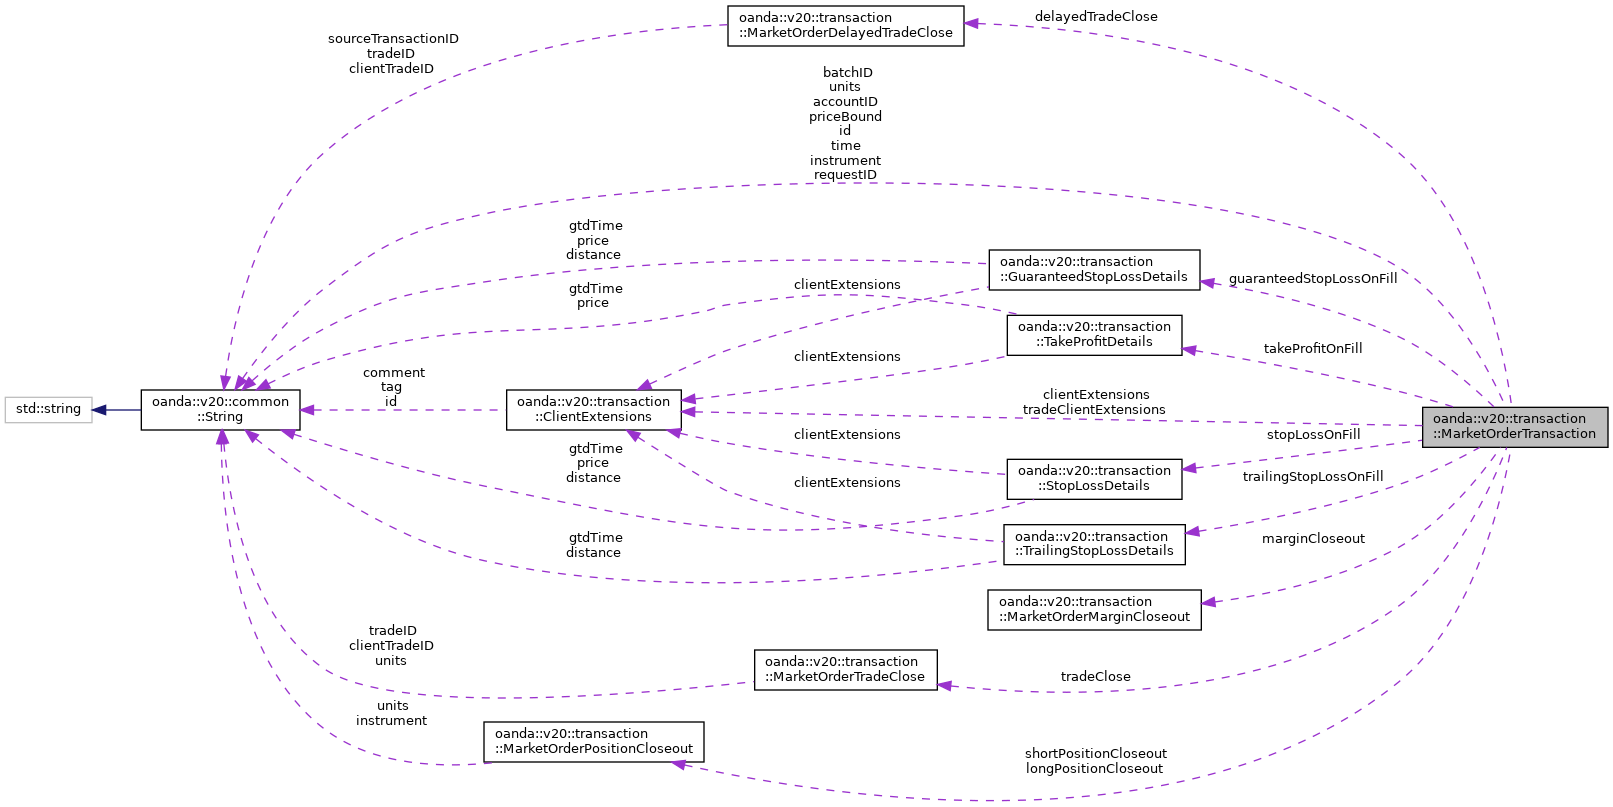 oanda::v20::transaction
::MarketOrderDelayedTradeClose
delayedTradeClose
sourceTransactionID
tradeID
clientTradeID
batchID
units
accountID
priceBound
id
time
instrument
requestID
gtdTime
price
distance
oanda::v20::transaction
::GuaranteedStopLossDetails
guaranteedStopLossOnFill
gtdTime
price
clientExtensions
oanda::v20::transaction
::TakeProfitDetails
takeProfitOnFill
clientExtensions
comment
tag
id
std::string
oanda::v20::common
::String
oanda::v20::transaction
::ClientExtensions
clientExtensions
tradeClientExtensions
oanda::v20::transaction
::MarketOrderTransaction
clientExtensions
stopLossOnFill
gtdTime
price
distance
oanda::v20::transaction
::StopLossDetails
clientExtensions
trailingStopLossOnFill
gtdTime
distance
oanda::v20::transaction
::TrailingStopLossDetails
marginCloseout
oanda::v20::transaction
::MarketOrderMarginCloseout
tradeID
clientTradeID
units
oanda::v20::transaction
::MarketOrderTradeClose
tradeClose
units
instrument
oanda::v20::transaction
::MarketOrderPositionCloseout
shortPositionCloseout
longPositionCloseout